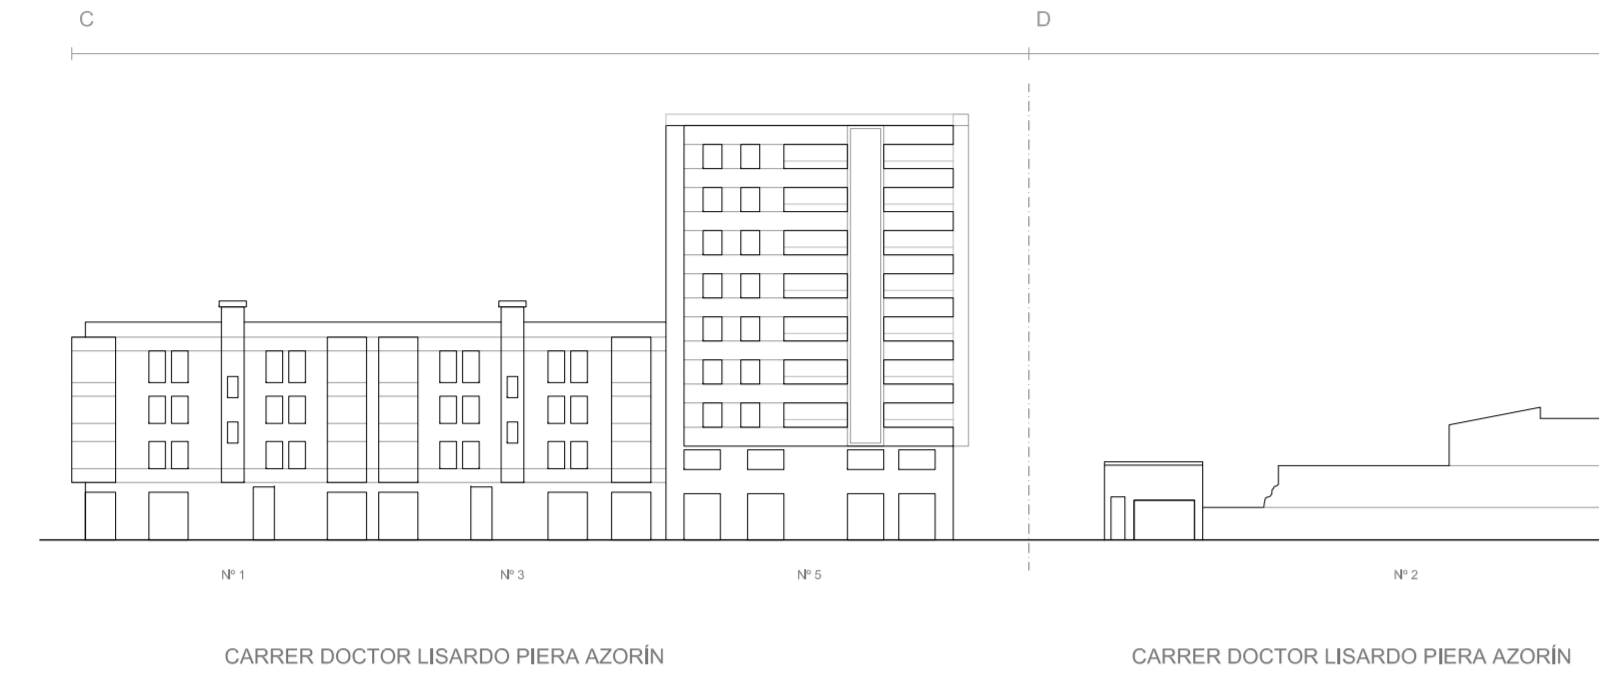 C
D
Nº 1
Nº 3
Nº 5
Nº 2
CARRER DOCTOR LISARDO PIERA AZORÍN
CARRER DOCTOR LISARDO PIERA AZORÍN